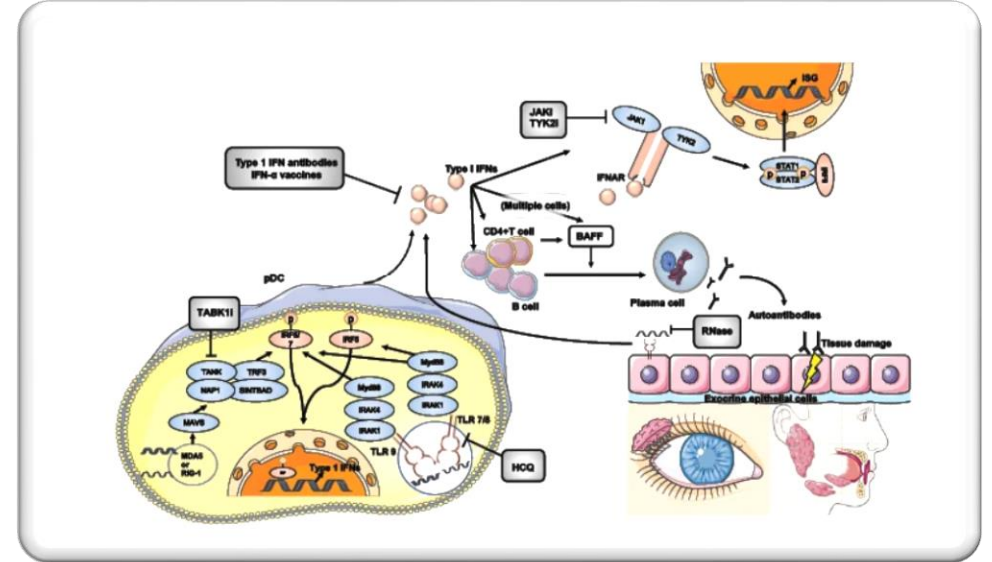 ISG
JAKI
TYK2I
JAK1
TYK2
Type 1 IFN antibodies
IFN-α vaccines
Type I IFNs
STAT1
P P
STAT2
IFNAR
(Multiple cells)
CD4+T cell
BAFF
B cell
Plasma cell
pDC
TABK1I
P
P
RNase
Autoantibodies
Tissue damage
IRF5
Myd88
TANK
TRF3
NAP1
SINTBAD
Myd88
IRAK4
IRAK4
IRAK1
Exocrine epithelial cells
MAVS
IRAK1
TLR 7/8
TLR 9
MDA5
or
RIG-1
Type 1 IFNs
HCQ